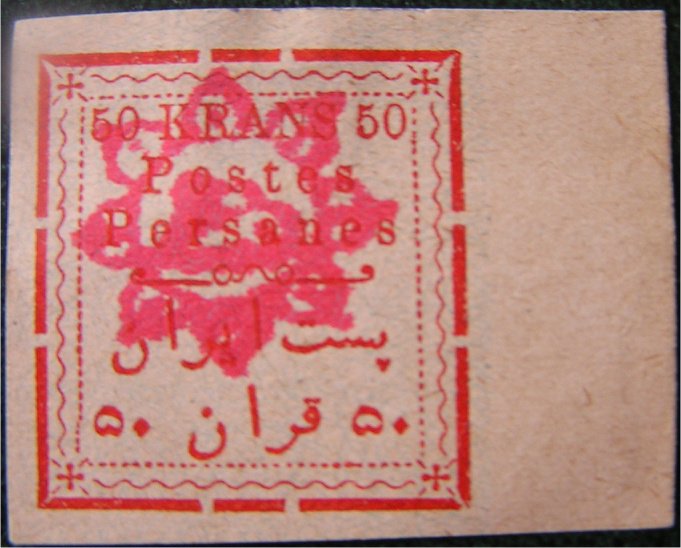 50 KRANS 50
Postes
Persanes
پست ایران
۵۰ قران ۵۰